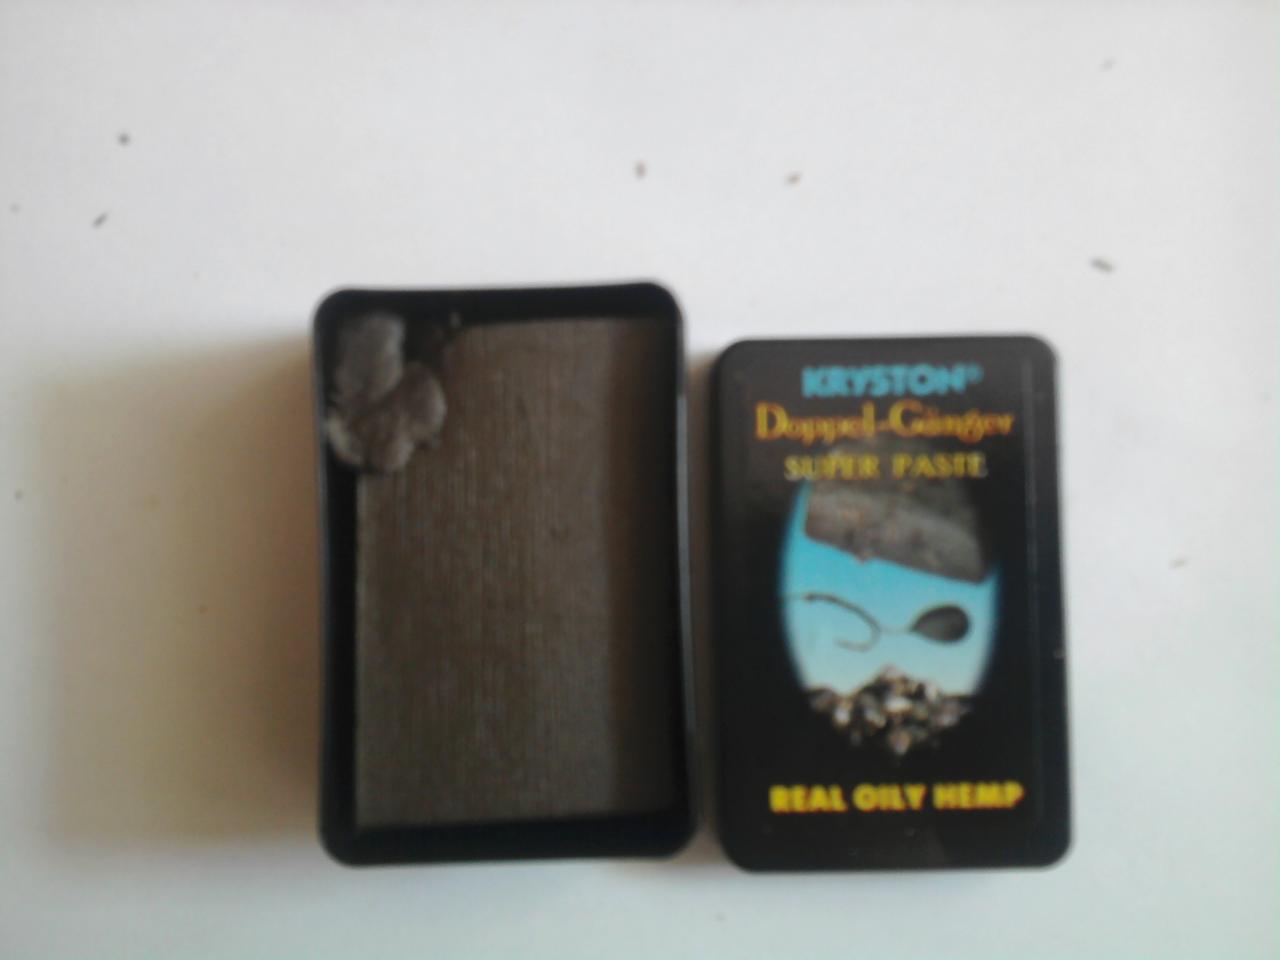 KRYSTON®
Doppel-Gänger
SUPER PASTE
REAL OILY HEMP